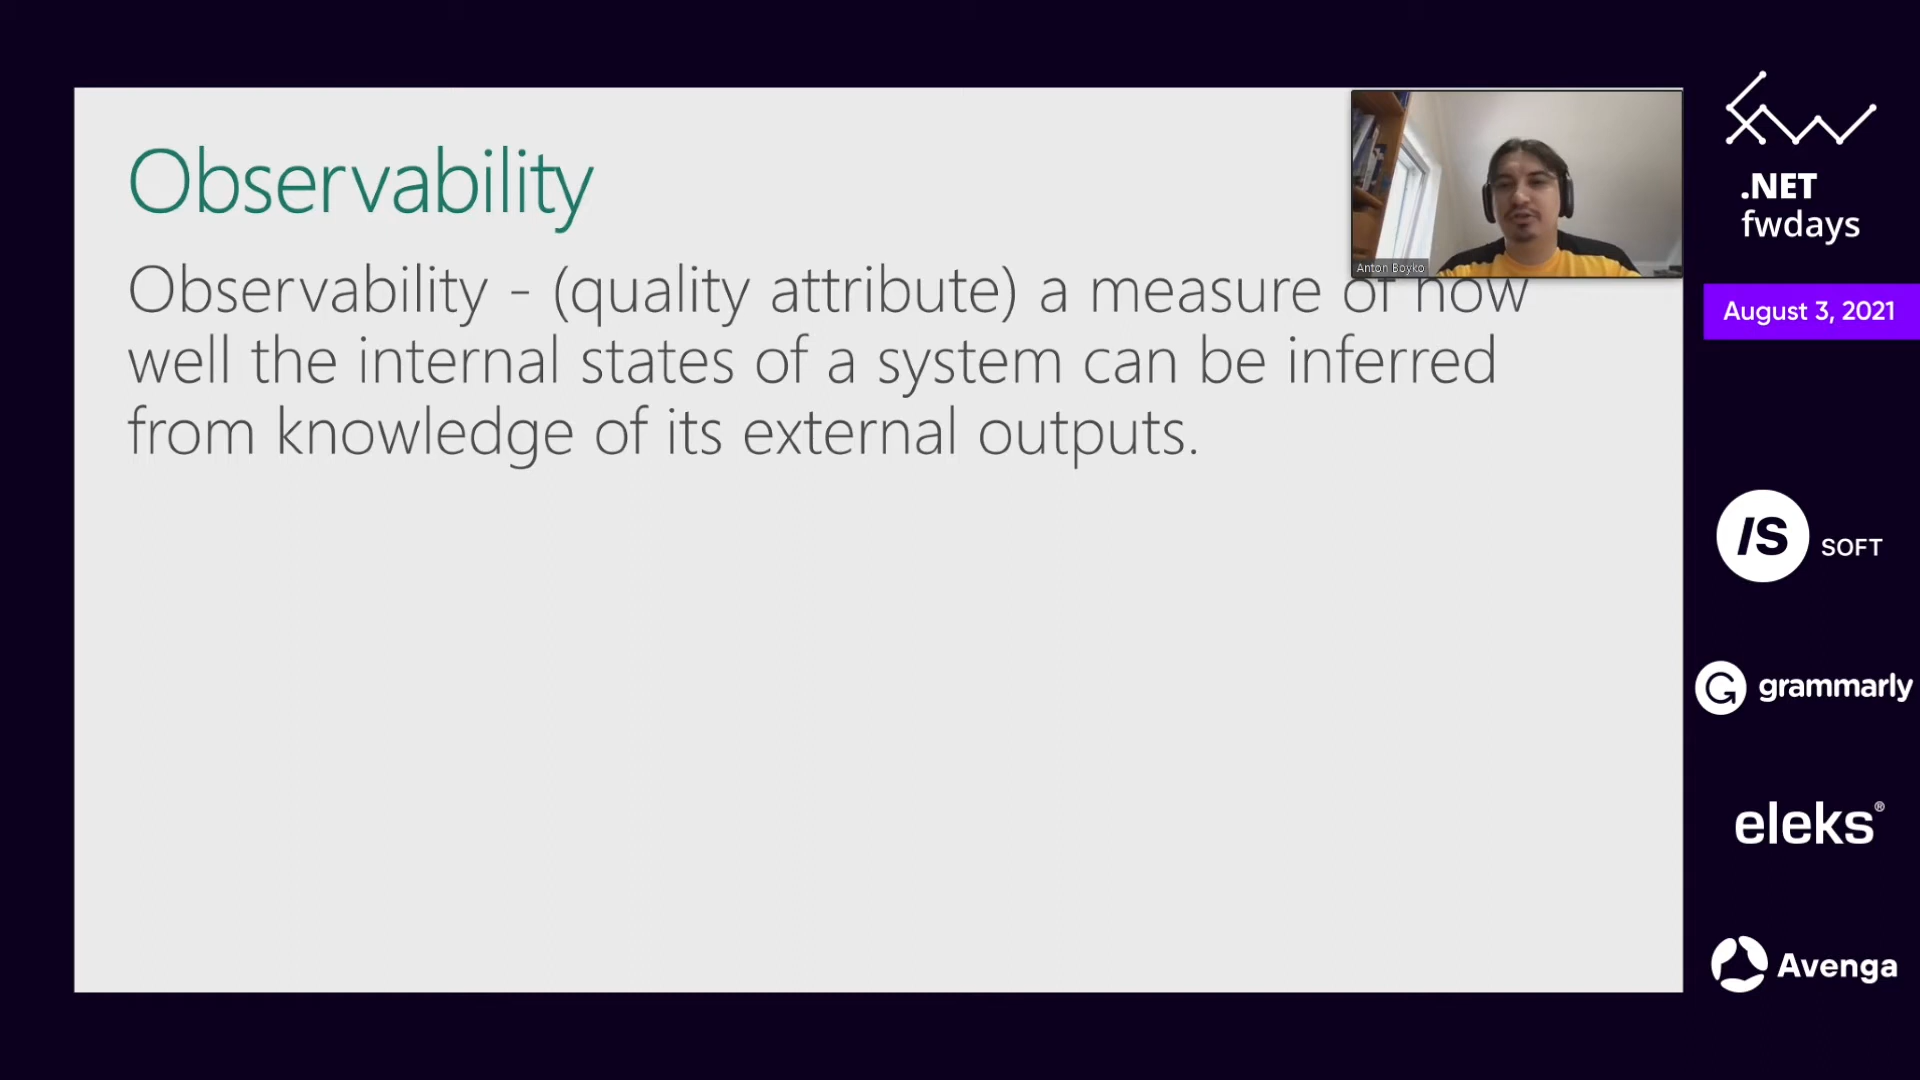 Observability
Observability - (quality attribute) a measure of how
well the internal states of a system can be inferred
from knowledge of its external outputs.
Anton Boyko
.NET
fwdays
August 3, 2021
/S SOFT
grammarly
eleks®
Avenga